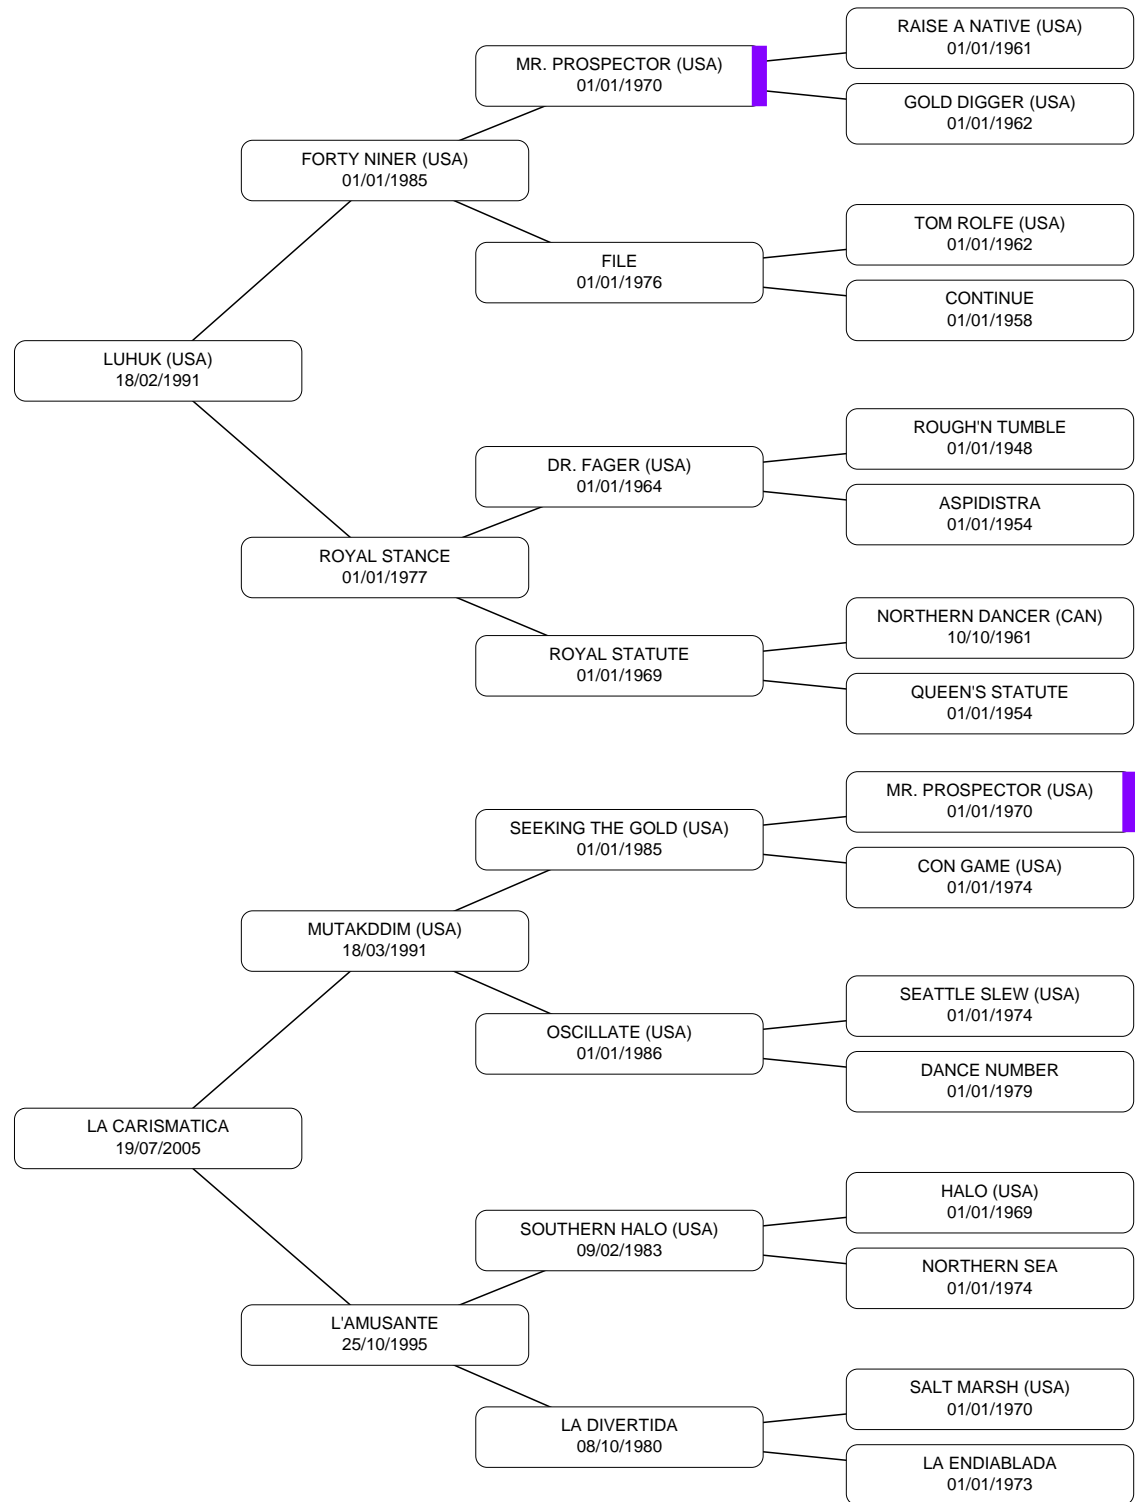 RAISE A NATIVE (USA)
01/01/1961
MR. PROSPECTOR (USA)
01/01/1970
GOLD DIGGER (USA)
01/01/1962
FORTY NINER (USA)
01/01/1985
TOM ROLFE (USA)
01/01/1962
FILE
01/01/1976
CONTINUE
01/01/1958
LUHUK (USA)
18/02/1991
ROUGH'N TUMBLE
01/01/1948
DR. FAGER (USA)
01/01/1964
ASPIDISTRA
01/01/1954
ROYAL STANCE
01/01/1977
NORTHERN DANCER (CAN)
10/10/1961
ROYAL STATUTE
01/01/1969
QUEEN'S STATUTE
01/01/1954
MR. PROSPECTOR (USA)
01/01/1970
SEEKING THE GOLD (USA)
01/01/1985
CON GAME (USA)
01/01/1974
MUTAKDDIM (USA)
18/03/1991
SEATTLE SLEW (USA)
01/01/1974
OSCILLATE (USA)
01/01/1986
DANCE NUMBER
01/01/1979
LA CARISMATICA
19/07/2005
HALO (USA)
01/01/1969
SOUTHERN HALO (USA)
09/02/1983
NORTHERN SEA
01/01/1974
L'AMUSANTE
25/10/1995
SALT MARSH (USA)
01/01/1970
LA DIVERTIDA
08/10/1980
LA ENDIABLADA
01/01/1973